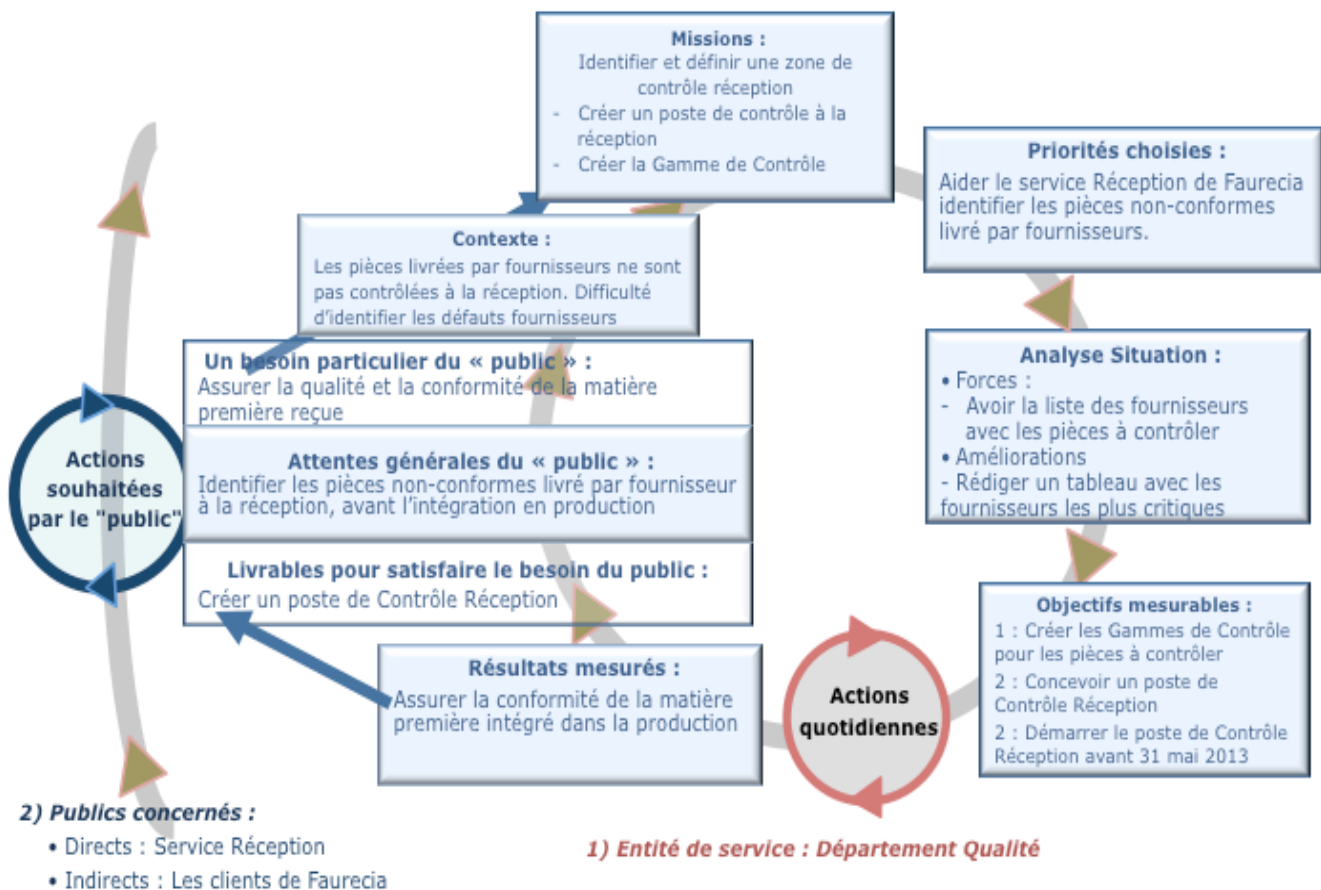 Missions :
Identifier et définir une zone de
contrôle réception
- Créer un poste de contrôle à la
réception
- Créer la Gamme de Contrôle
Priorités choisies :
Aider le service Réception de Faurecia
identifier les pièces non-conformes
livré par fournisseurs.
Contexte :
Les pièces livrées par fournisseurs ne sont
pas contrôlées à la réception. Difficulté
d'identifier les défauts fournisseurs
Un besoin particulier du « public » :
Assurer la qualité et la conformité de la matière
première reçue
Analyse Situation :
• Forces :
- Avoir la liste des fournisseurs
avec les pièces à contrôler
• Améliorations
- Rédiger un tableau avec les
fournisseurs les plus critiques
Actions
souhaitées
par le "public"
Attentes générales du « public » :
Identifier les pièces non-conformes livré par fournisseur
à la réception, avant l'intégration en production
Livrables pour satisfaire le besoin du public :
Créer un poste de Contrôle Réception
Objectifs mesurables :
1 : Créer les Gammes de Contrôle
pour les pièces à contrôler
2 : Concevoir un poste de
Contrôle Réception
2 : Démarrer le poste de Contrôle
Réception avant 31 mai 2013
Résultats mesurés :
Assurer la conformité de la matière
première intégré dans la production
Actions
quotidiennes
2) Publics concernés :
• Directs : Service Réception
• Indirects : Les clients de Faurecia
1) Entité de service : Département Qualité